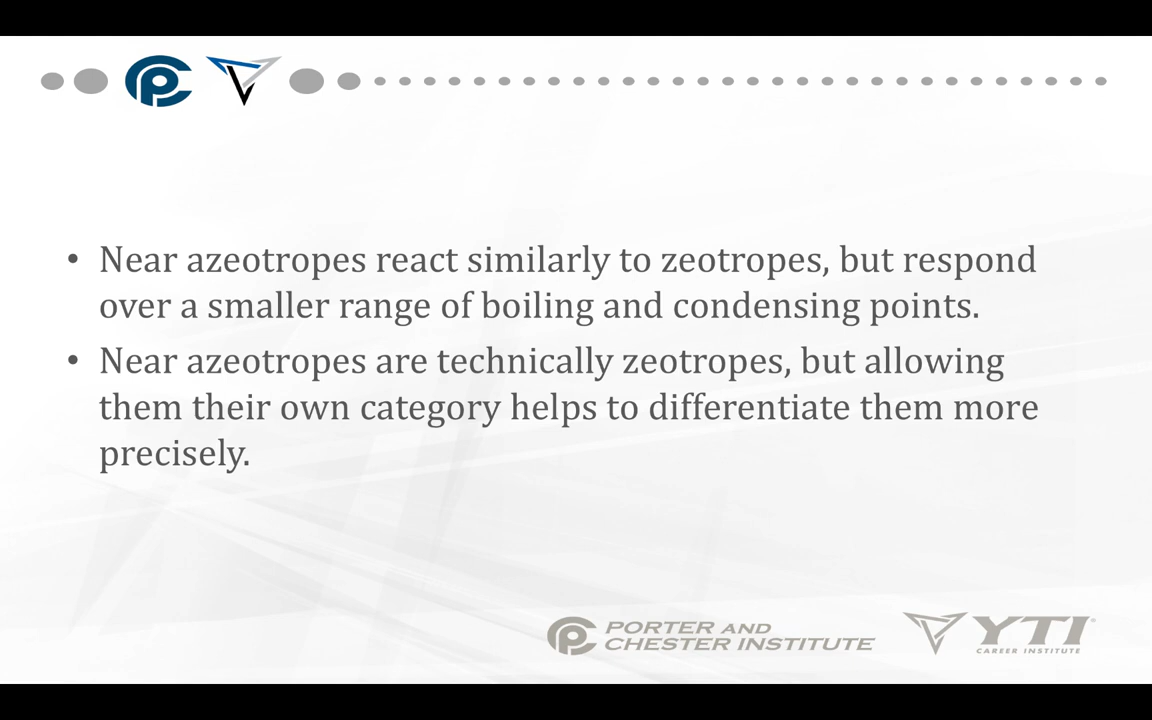 • Near azeotropes react similarly to zeotropes, but respond
over a smaller range of boiling and condensing points.
• Near azeotropes are technically zeotropes, but allowing
them their own category helps to differentiate them more
precisely.
PORTER AND
CHESTER INSTITUTE
YTI
CAREER INSTITUTE